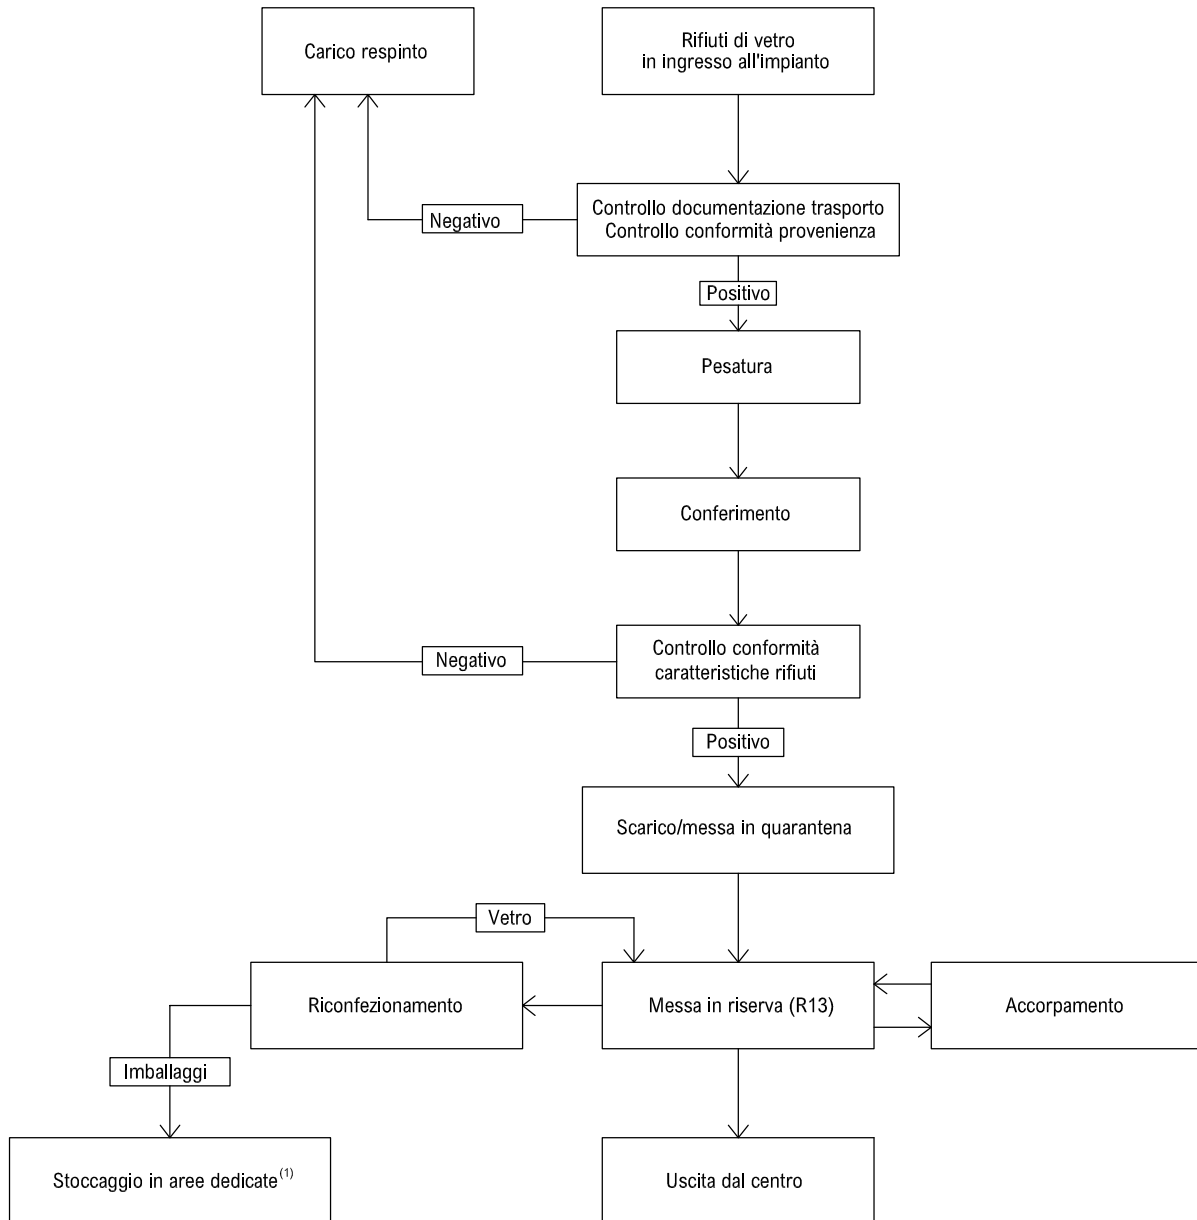 Carico respinto
Rifiuti di vetro
in ingresso all'impianto
Negativo
Controllo documentazione trasporto
Controllo conformità provenienza
Positivo
Pesatura
Conferimento
Negativo
Controllo conformità
caratteristiche rifiuti
Positivo
Scarico/messa in quarantena
Vetro
Riconfezionamento
Messa in riserva (R13)
Accorpamento
Imballaggi
Stoccaggio in aree dedicate(1)
Uscita dal centro